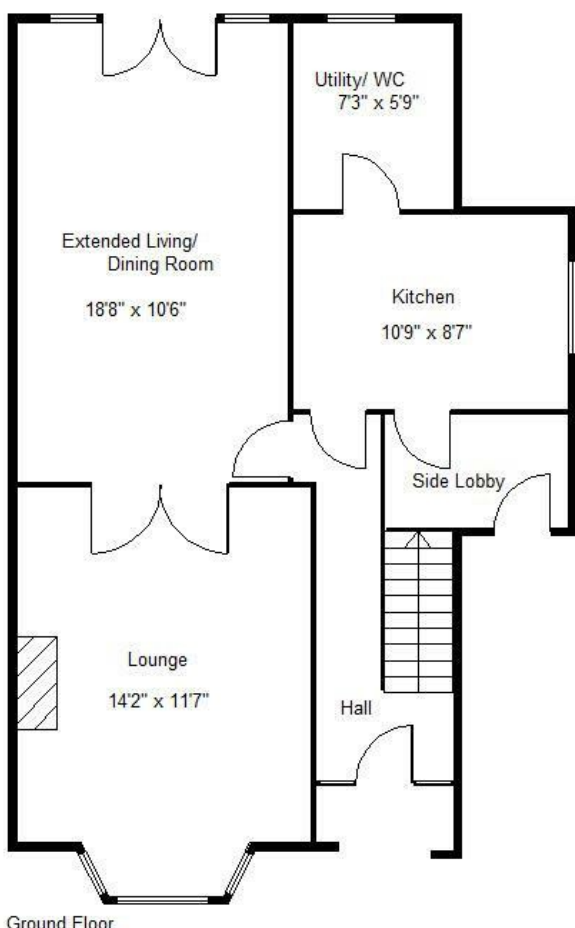 Utility/ WC
7'3" x 5'9"
Extended Living/
Dining Room
18'8" x 10'6"
Kitchen
10'9" x 8'7"
Side Lobby
Lounge
14'2" x 11'7"
Hall
Ground Floor